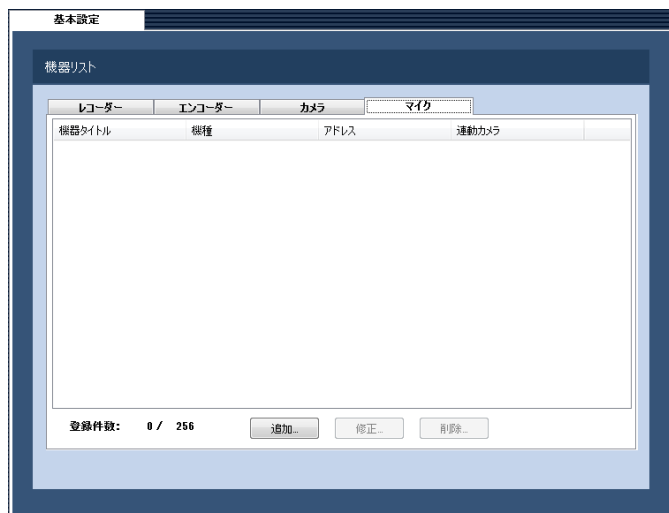 基本設定
機器リスト
レコーダー エンコーダー カメラ マイク
機器タイトル 機種 アドレス 連動カメラ
登録件数: 0 / 256 追加... 修正... 削除...